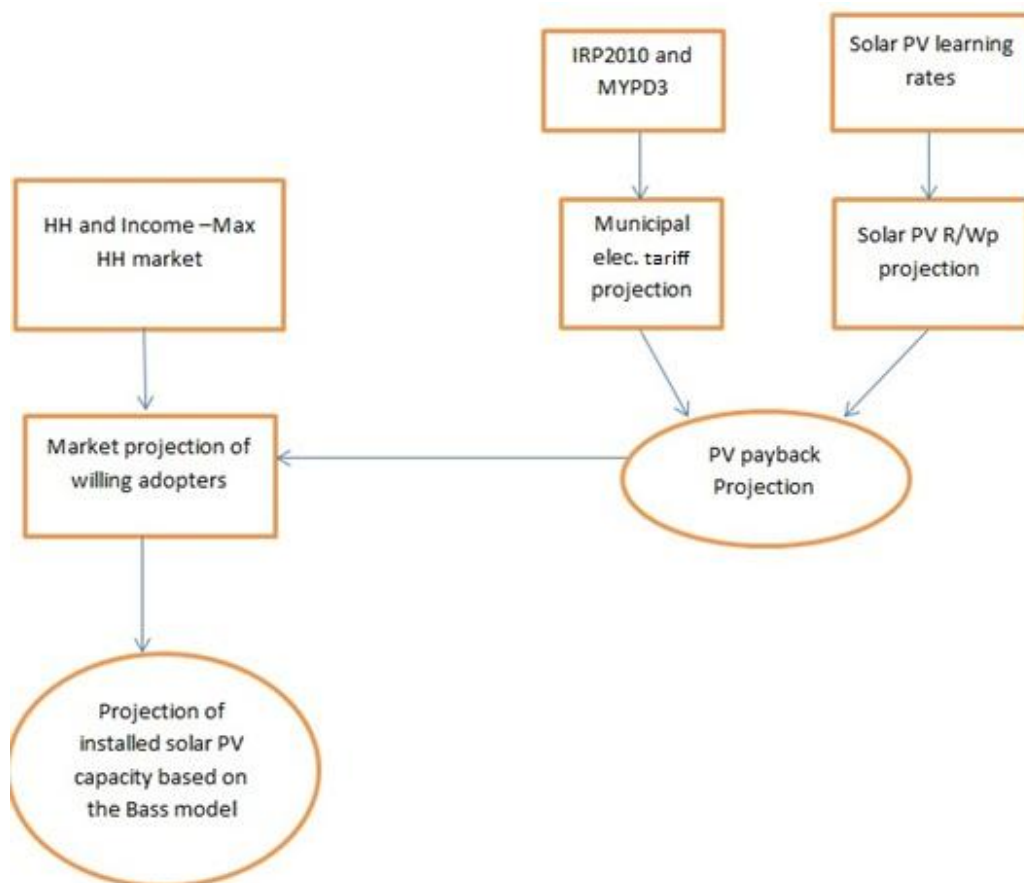 IRP2010 and
MYPD3
Solar PV learning
rates
HH and Income –Max
HH market
Municipal
elec. tariff
projection
Solar PV R/Wp
projection
Market projection of
willing adopters
PV payback
Projection
Projection of
installed solar PV
capacity based on
the Bass model